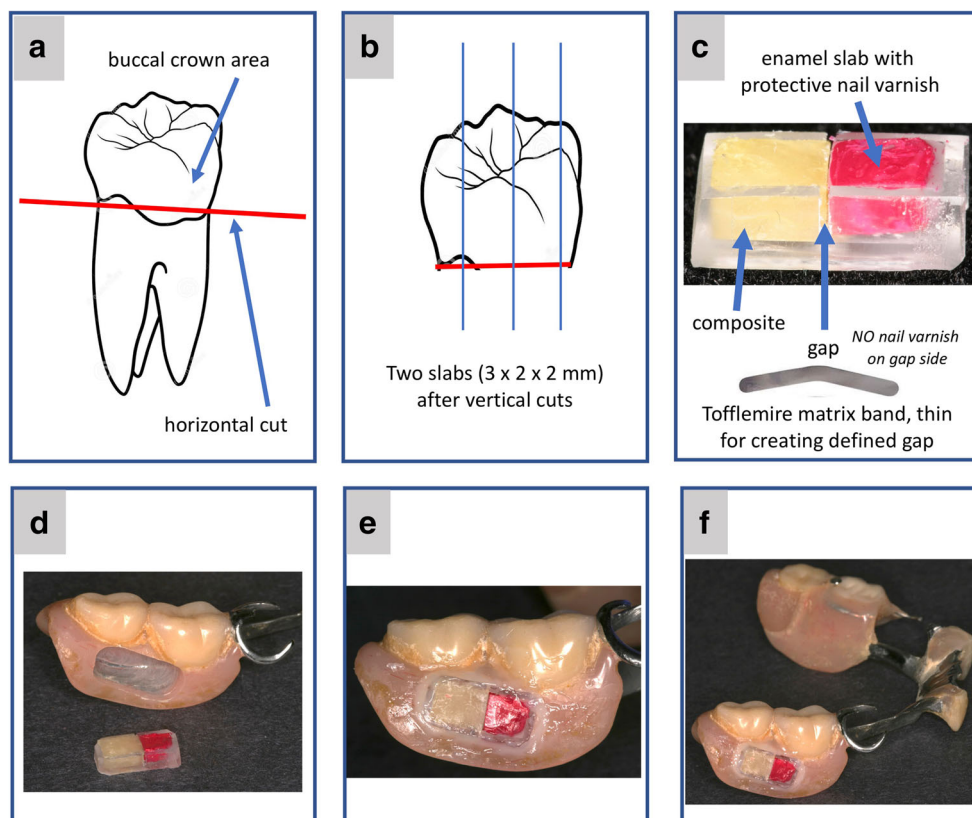 a
buccal crown area
horizontal cut
b
Two slabs (3 x 2 x 2 mm)
after vertical cuts
c
enamel slab with
protective nail varnish
composite
gap
NO nail varnish
on gap side
Tofflemire matrix band, thin
for creating defined gap
d
e
f